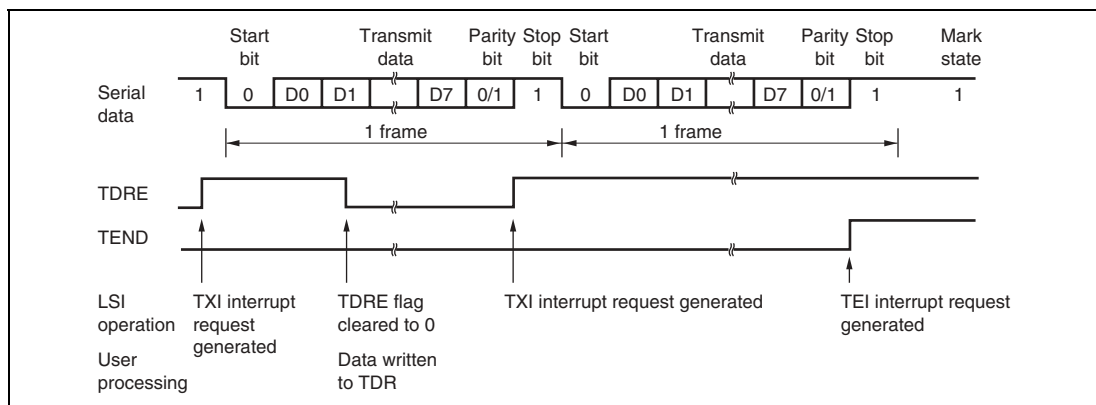 Start bit Transmit data Parity bit Stop bit Start bit Transmit data Parity bit Stop bit Mark state
Serial data 1 0 D0 D1 D7 0/1 1 0 D0 D1 D7 0/1 1 1
1 frame 1 frame
TDRE
TEND
LSI operation TXI interrupt request generated TDRE flag cleared to 0 TXI interrupt request generated TEI interrupt request generated
User processing Data written to TDR